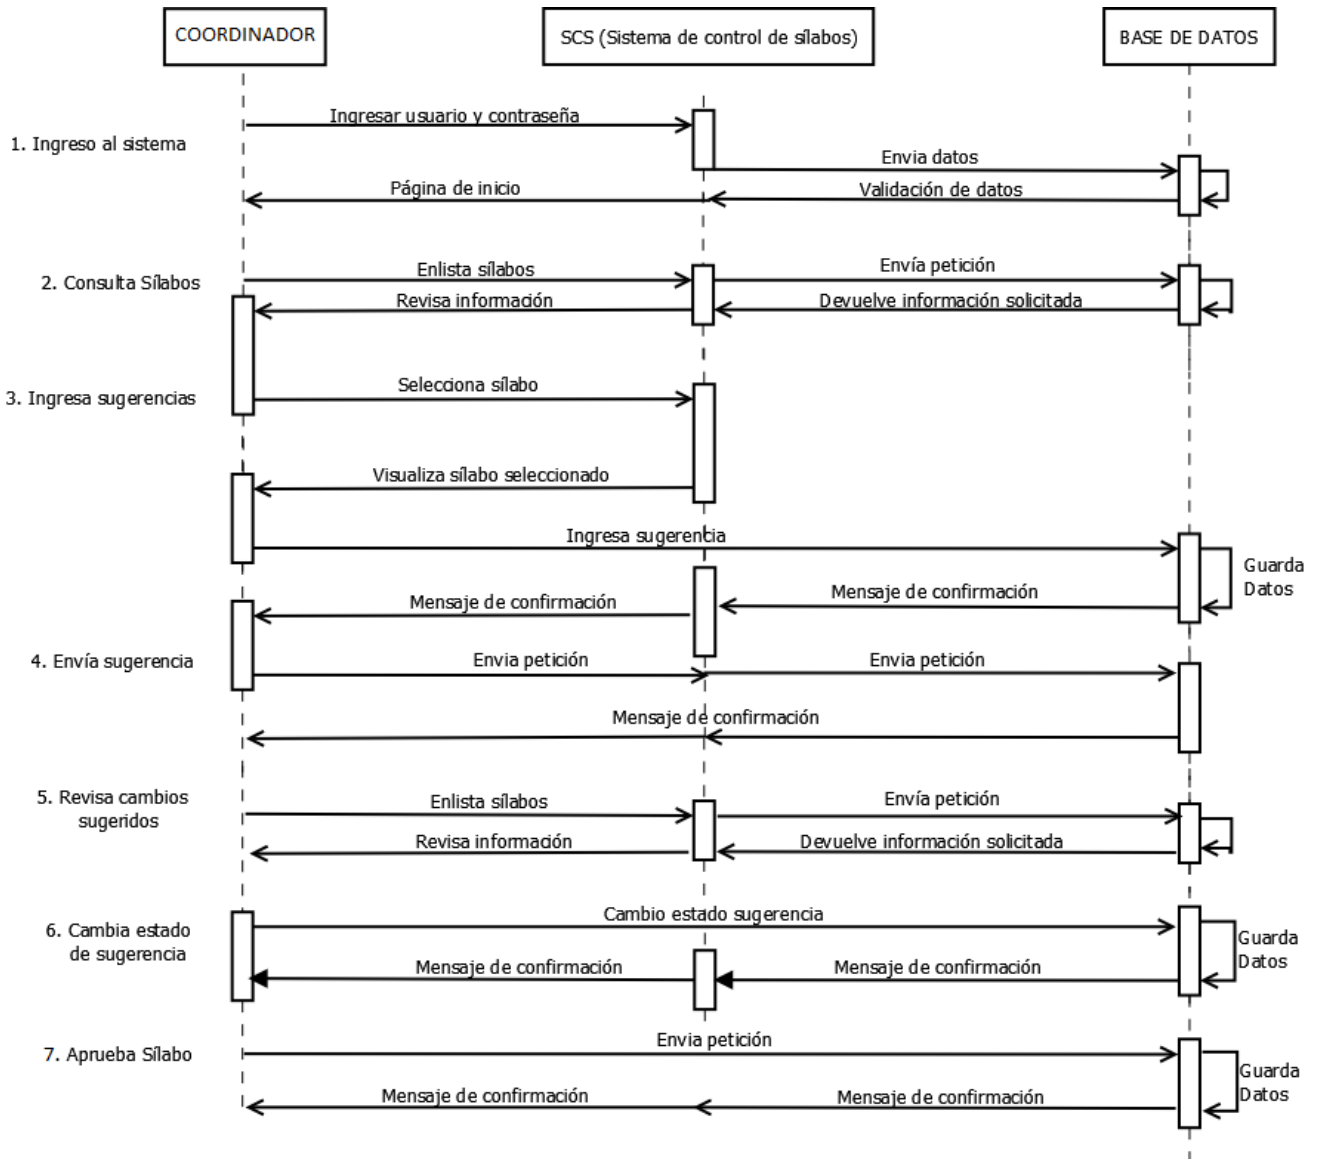 COORDINADOR
SCS (Sistema de control de sílabos)
BASE DE DATOS
Ingresar usuario y contraseña
1. Ingreso al sistema
Envia datos
Página de inicio
Validación de datos
Enlista sílabos
Envía petición
2. Consulta Sílabos
Revisa información
Devuelve información solicitada
Selecciona sílabo
3. Ingresa sugerencias
Visualiza sílabo seleccionado
Ingresa sugerencia
Guarda
Datos
Mensaje de confirmación
Mensaje de confirmación
4. Envía sugerencia
Envia petición
Envia petición
Mensaje de confirmación
5. Revisa cambios
sugeridos
Enlista sílabos
Envía petición
Revisa información
Devuelve información solicitada
Cambio estado sugerencia
6. Cambia estado
de sugerencia
Guarda
Datos
Mensaje de confirmación
Mensaje de confirmación
Envia petición
7. Aprueba Sílabo
Guarda
Datos
Mensaje de confirmación
Mensaje de confirmación